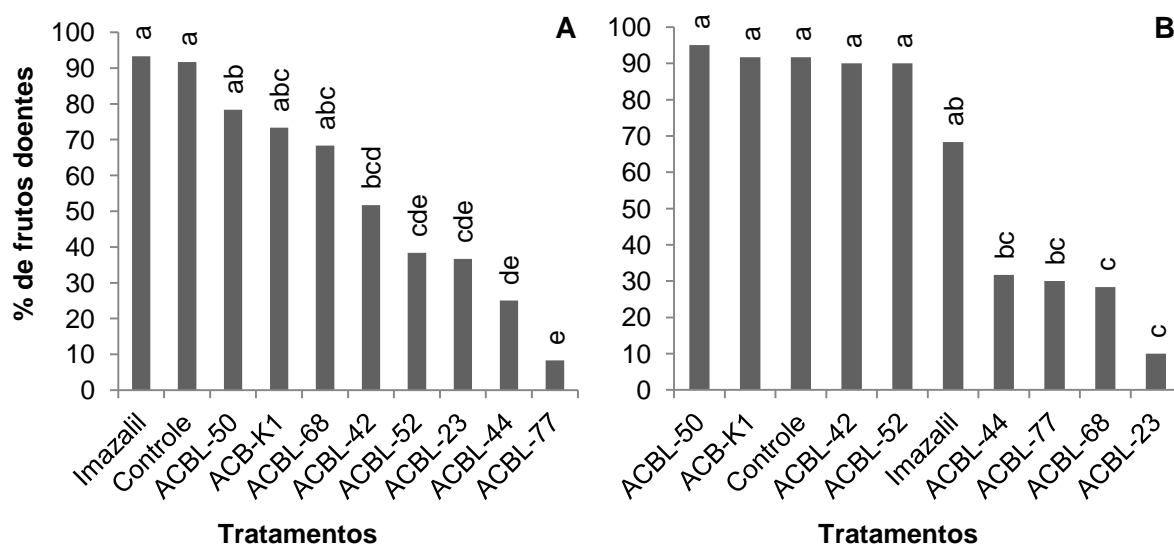 A
% de frutos doentes
100
90
80
70
60
50
40
30
20
10
0
a
a
ab
abc
abc
bcd
cde
cde
de
e
Imazalil
Controle
ACBL-50
ACB-K1
ACBL-68
ACBL-42
ACBL-52
ACBL-23
ACBL-44
ACBL-77
Tratamentos
B
100
90
80
70
60
50
40
30
20
10
0
a
a
a
a
a
ab
bc
bc
c
c
ACBL-50
ACB-K1
Controle
ACBL-42
ACBL-52
Imazalil
ACBL-44
ACBL-77
ACBL-68
ACBL-23
Tratamentos